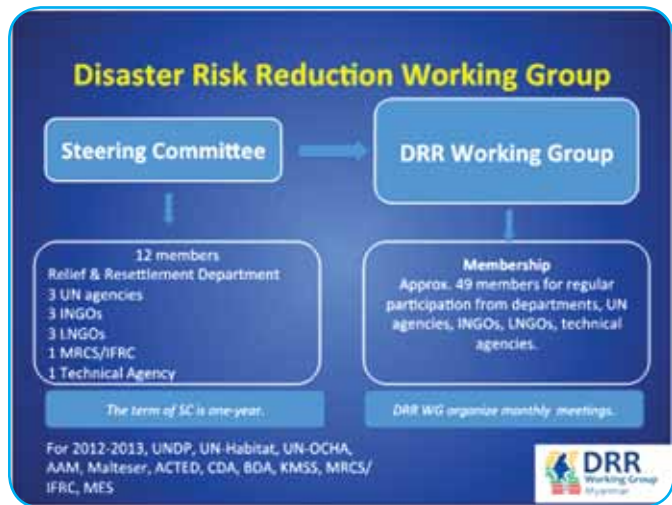 Disaster Risk Reduction Working Group
Steering Committee
DRR Working Group
12 members
Relief & Resettlement Department
3 UN agencies
3 INGOs
3 LNGOs
1 MRCS/IFRC
1 Technical Agency
Membership
Approx. 49 members for regular
participation from departments, UN
agencies, INGOs, LNGOs, technical
agencies.
The term of SC is one-year.
DRR WG organize monthly meetings.
For 2012-2013, UNDP, UN-Habitat, UN-OCHA,
AAM, Malteser, ACTED, CDA, BDA, KMSS, MRCS/
IFRC, MES
DRR
Working Group
Myanmar